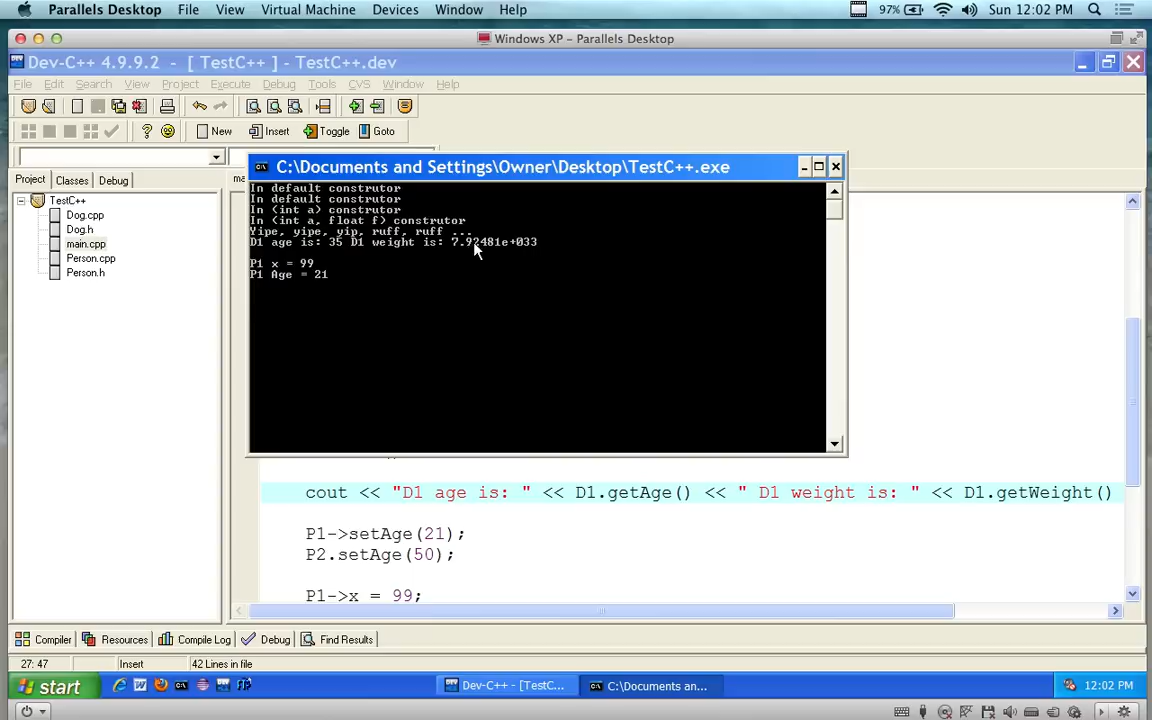 Parallels Desktop File View Virtual Machine Devices Window Help 97% Sun 12:02 PM
Windows XP - Parallels Desktop
Dev-C++ 4.9.9.2 - [ TestC++ ] - TestC++.dev
File Edit Search View Project Execute Debug Tools CVS Window Help
New Insert Toggle Goto
C:\Documents and Settings\Owner\Desktop\TestC++.exe
Project Classes Debug
TestC++
Dog.cpp
Dog.h
main.cpp
Person.cpp
Person.h
In default construtor
In default construtor
In (int a) construtor
In (int a, float f) construtor
Yipe, yipe, yip, ruff, ruff ...
D1 age is: 35 D1 weight is: 7.92481e+033
P1 x = 99
P1 Age = 21
cout << "D1 age is: " << D1.getAge() << " D1 weight is: " << D1.getWeight()
P1->setAge(21);
P2.setAge(50);
P1->x = 99;
Compiler Resources Compile Log Debug Find Results
27: 47 Insert 42 Lines in file
start Dev-C++ - [TestC... C:\Documents an... 12:02 PM